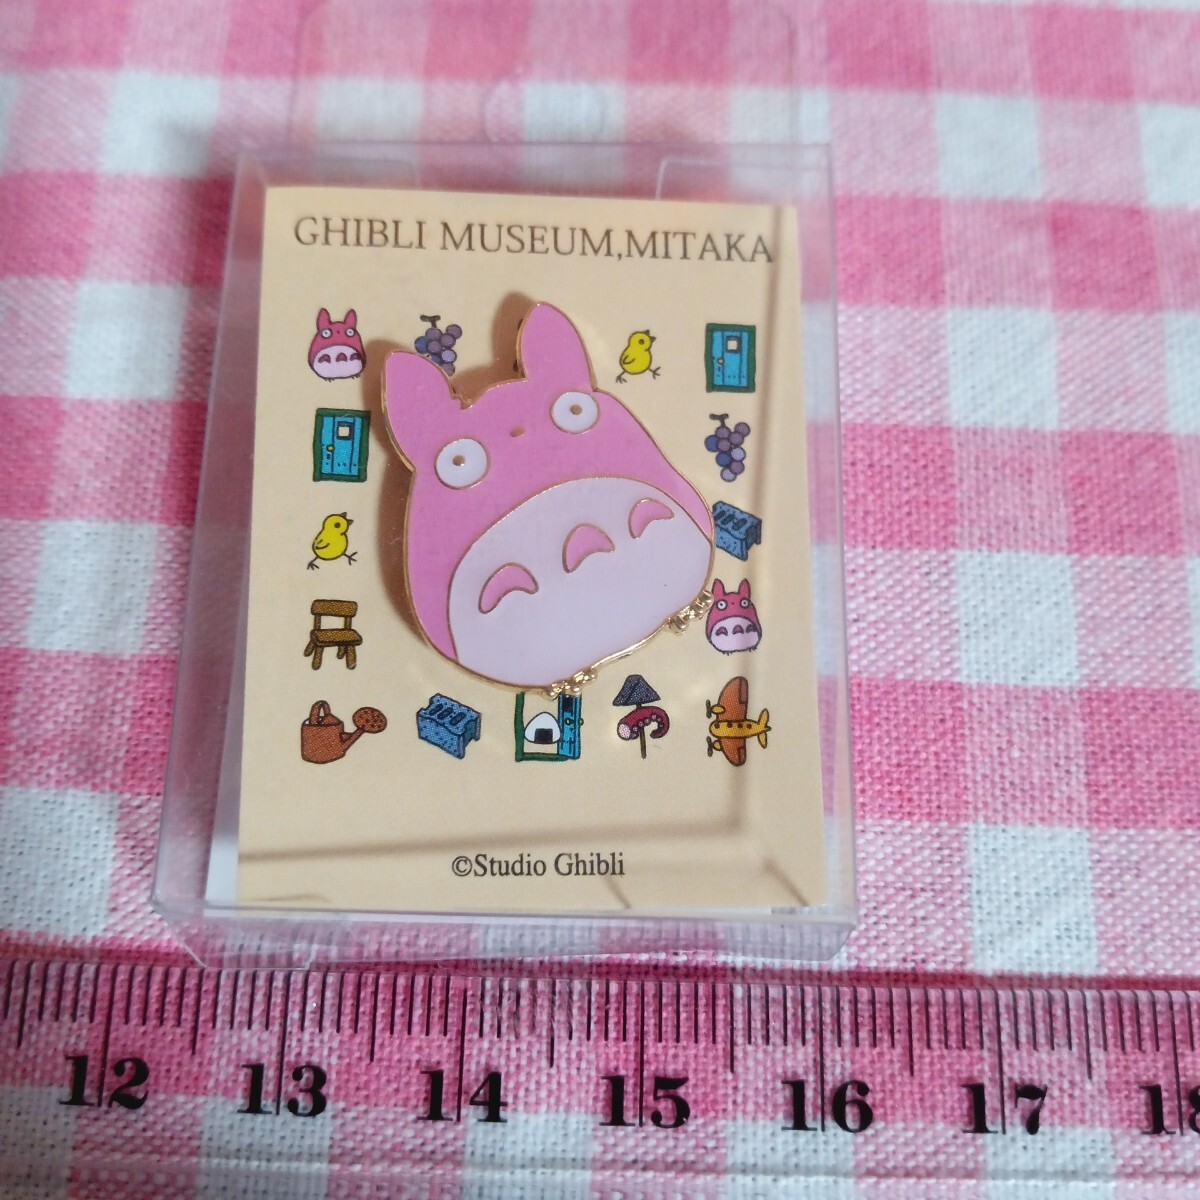 GHIBLI MUSEUM,MITAKA
©Studio Ghibli
12 13 14 15 16 17 18